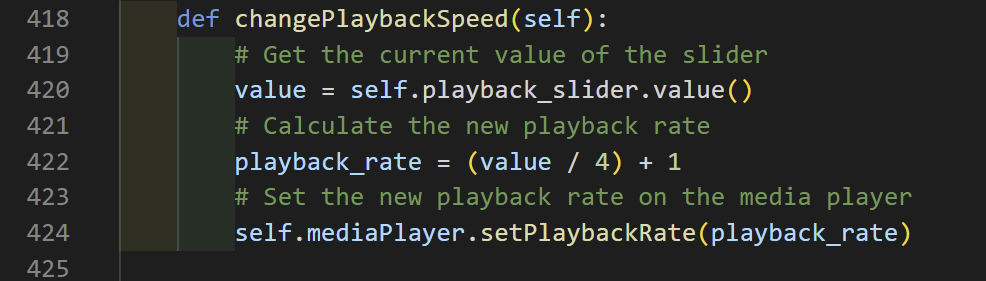 418 def changePlaybackSpeed(self):
419 # Get the current value of the slider
420 value = self.playback_slider.value()
421 # Calculate the new playback rate
422 playback_rate = (value / 4) + 1
423 # Set the new playback rate on the media player
424 self.mediaPlayer.setPlaybackRate(playback_rate)
425